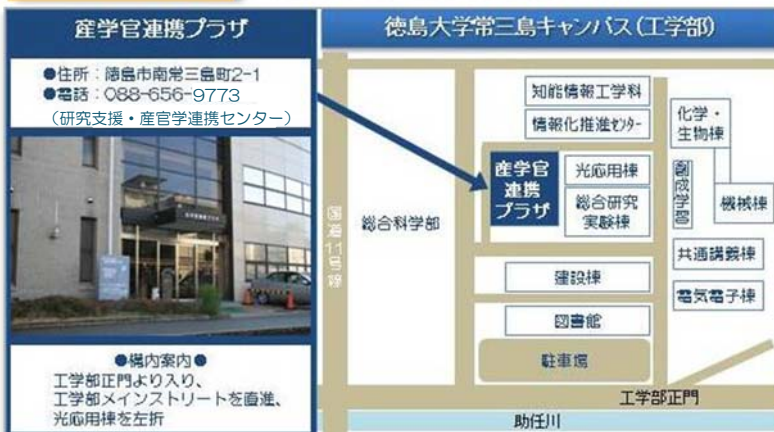 産学官連携プラザ
●住所：徳島市南常三島町2-1
●電話：088-656-9773
（研究支援・産官学連携センター）
●構内案内●
工学部正門より入り、
工学部メインストリートを直進、
光応用棟を左折
徳島大学常三島キャンパス（工学部）
国道11号線
総合科学部
知能情報工学科
情報化推進センター
産学官
連携
プラザ
光応用棟
総合研究
実験棟
化学・
生物棟
創成学部
機械棟
共通講義棟
電気電子棟
建設棟
図書館
駐車場
工学部正門
助任川